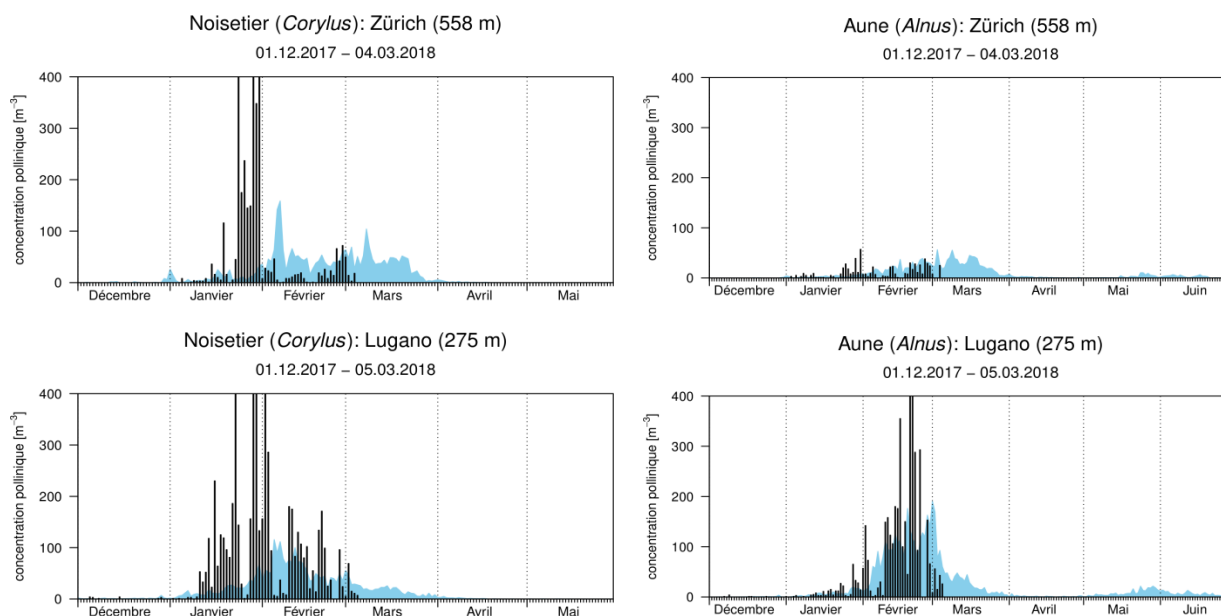 Noisetier (Corylus): Zürich (558 m)
01.12.2017 – 04.03.2018
concentration pollinique [m⁻³]
400
300
200
100
0
Décembre Janvier Février Mars Avril Mai
Aune (Alnus): Zürich (558 m)
01.12.2017 – 04.03.2018
concentration pollinique [m⁻³]
400
300
200
100
0
Décembre Janvier Février Mars Avril Mai Juin
Noisetier (Corylus): Lugano (275 m)
01.12.2017 – 05.03.2018
concentration pollinique [m⁻³]
400
300
200
100
0
Décembre Janvier Février Mars Avril Mai
Aune (Alnus): Lugano (275 m)
01.12.2017 – 05.03.2018
concentration pollinique [m⁻³]
400
300
200
100
0
Décembre Janvier Février Mars Avril Mai Juin